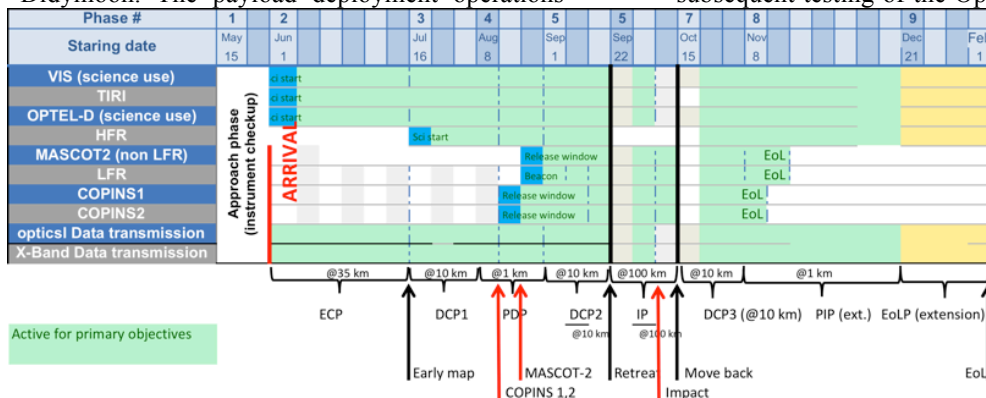 Didymoon. The payload deployment operations
subsequent testing of the Op
Phase # 1 2 3 4 5 5 7 8 9
Staring date May 15 Jun 1 Jul 16 Aug 8 Sep 1 Sep 22 Oct 15 Nov 8 Dec 21 Fel 1
Approach phase
(instrument checkup)
ARRIVAL
VIS (science use) ci start
TIRI ci start
OPTEL-D (science use) ci start
HFR Sci start
MASCOT2 (non LFR) Release window EoL
LFR Beacon EoL
COPINS1 Release window EoL
COPINS2 Release window EoL
opticsl Data transmission
X-Band Data transmission
@35 km @10 km @1 km @10 km @100 km @10 km @1 km
ECP DCP1 PDP DCP2 IP DCP3 (@10 km) PIP (ext.) EoLP (extension)
@10 km @100 km
Active for primary objectives
Early map MASCOT-2 Retreat Move back EoL
COPINS 1,2 Impact